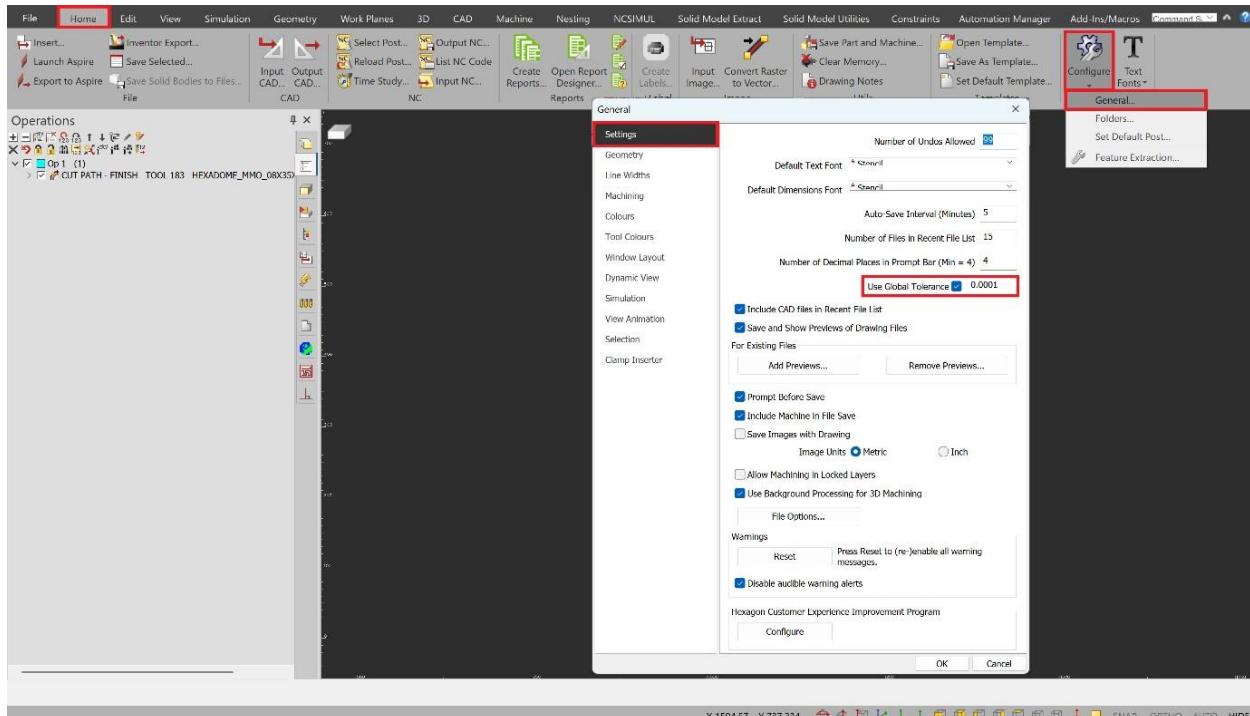 File Home Edit View Simulation Geometry Work Planes 3D CAD Machine Nesting NCSIMUL Solid Model Extract Solid Model Utilities Constraints Automation Manager Add-Ins/Macros Command S
Insert... Inventor Export... Select Post... Output NC... Save Part and Machine... Open Template...
Launch Aspire Save Selected... Reload Post... List NC Code Clear Memory... Save As Template...
Export to Aspire Save Solid Bodies to Files... Time Study... Input NC... Drawing Notes Set Default Template...
Input CAD... Output CAD... Create Reports... Open Report Designer... Create Labels... Input Image... Convert Raster to Vector... Configure Text Fonts
File CAD NC Reports Utils Templates
General...
Folders...
Set Default Post...
Feature Extraction...
Operations
Op 1 (1)
CUT PATH - FINISH TOOL 183 HEXADOME_MMO_08X35
General
Settings
Geometry
Line Widths
Machining
Colours
Tool Colours
Window Layout
Dynamic View
Simulation
View Animation
Selection
Clamp Inserter
Number of Undos Allowed 99
Default Text Font Stencil
Default Dimensions Font Stencil
Auto-Save Interval (Minutes) 5
Number of Files in Recent File List 15
Number of Decimal Places in Prompt Bar (Min = 4) 4
Use Global Tolerance 0.0001
Include CAD files in Recent File List
Save and Show Previews of Drawing Files
For Existing Files
Add Previews... Remove Previews...
Prompt Before Save
Include Machine in File Save
Save Images with Drawing
Image Units Metric Inch
Allow Machining in Locked Layers
Use Background Processing for 3D Machining
File Options...
Warnings
Reset Press Reset to (re-)enable all warning
messages.
Disable audible warning alerts
Hexagon Customer Experience Improvement Program
Configure
OK Cancel
SNAP ORTHO AUTO HIDE